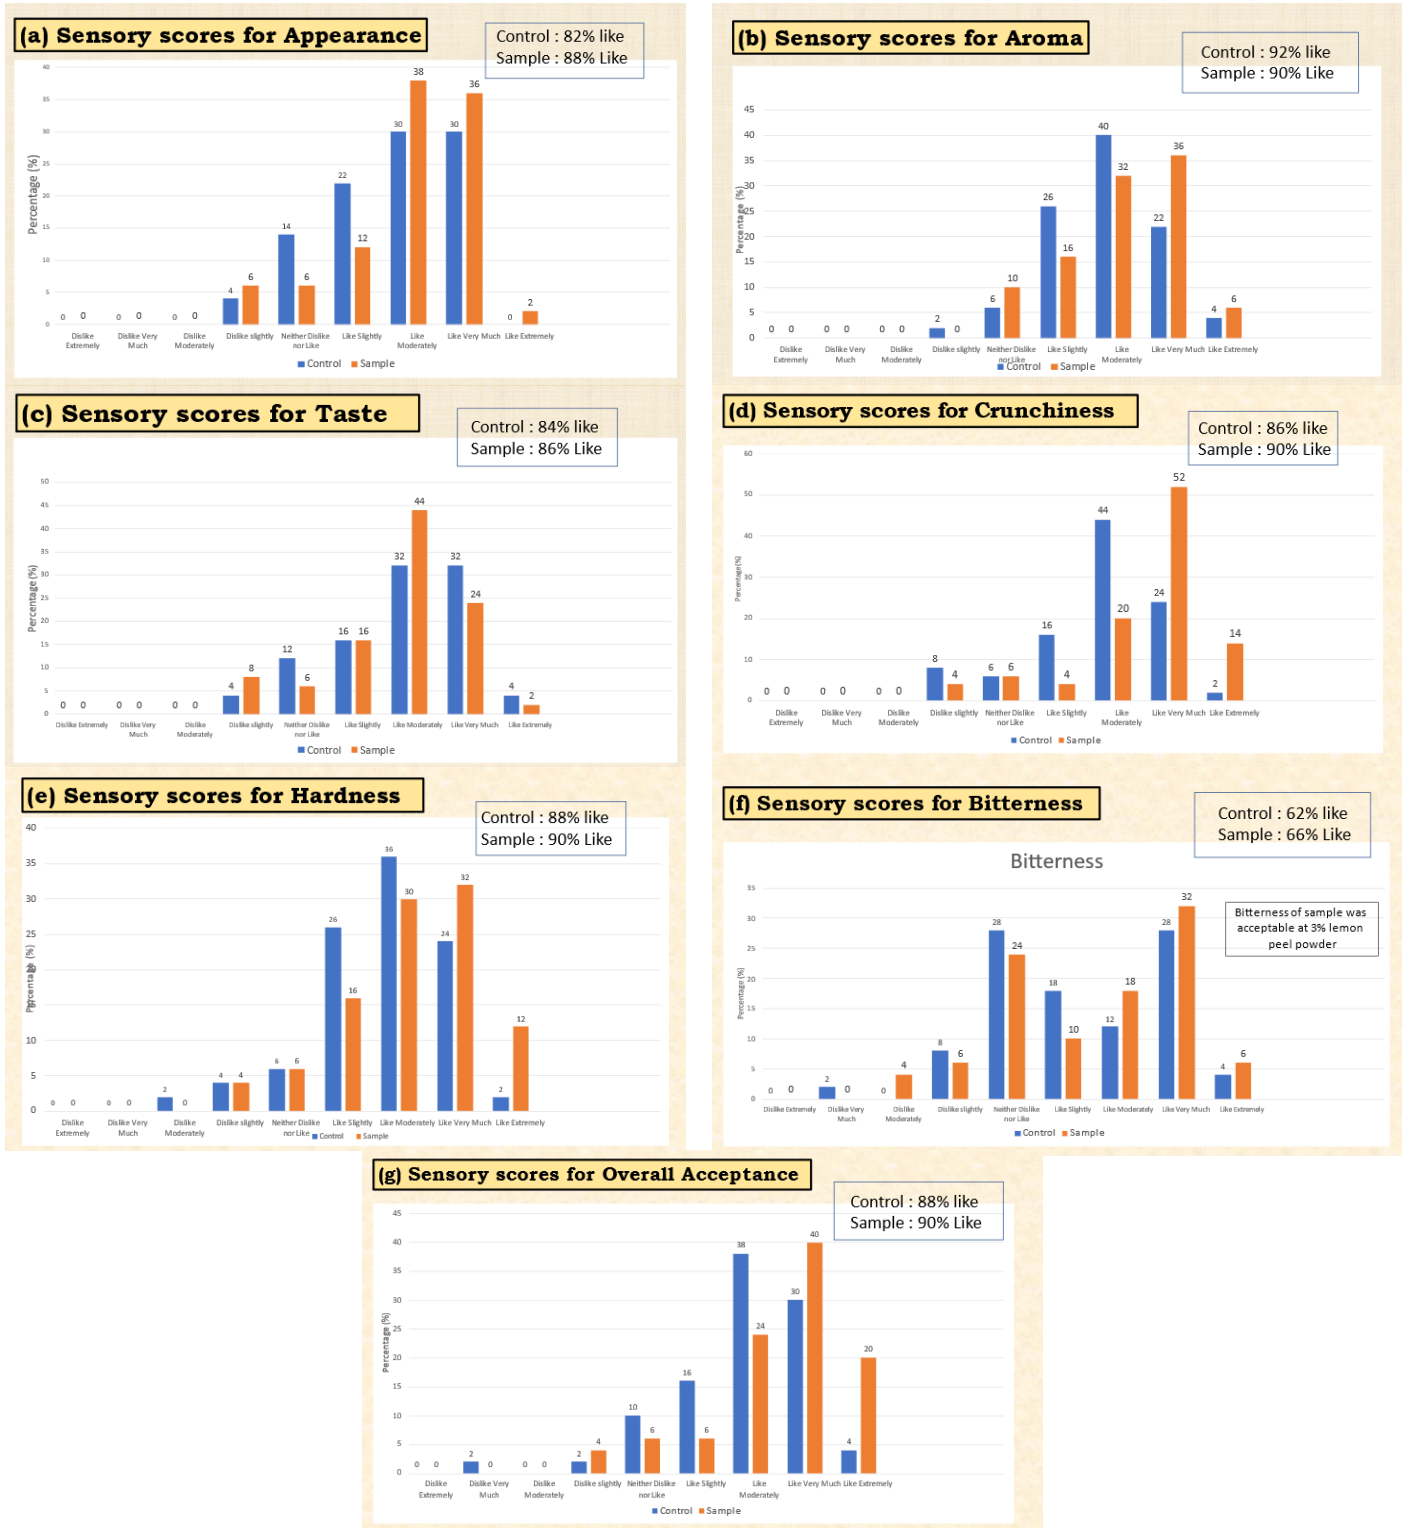 (a) Sensory scores for Appearance
Control : 82% like
Sample : 88% Like
Percentage (%)
40
35
30
25
20
15
10
5
0
0 0 0 0 0 0 4 6 14 6 22 12 30 38 30 36 0 2
Dislike Extremely
Dislike Very Much
Dislike Moderately
Dislike slightly
Neither Dislike nor Like
Like Slightly
Like Moderately
Like Very Much
Like Extremely
Control Sample
(b) Sensory scores for Aroma
Control : 92% like
Sample : 90% Like
Percentage (%)
45
40
35
30
25
20
15
10
5
0
0 0 0 0 0 0 2 0 6 10 26 16 40 32 22 36 4 6
Dislike Extremely
Dislike Very Much
Dislike Moderately
Dislike slightly
Neither Dislike nor Like
Like Slightly
Like Moderately
Like Very Much
Like Extremely
Control Sample
(c) Sensory scores for Taste
Control : 84% like
Sample : 86% Like
Percentage (%)
50
45
40
35
30
25
20
15
10
5
0
0 0 0 0 0 0 4 8 12 6 16 16 32 44 32 24 4 2
Dislike Extremely
Dislike Very Much
Dislike Moderately
Dislike slightly
Neither Dislike nor Like
Like Slightly
Like Moderately
Like Very Much
Like Extremely
Control Sample
(d) Sensory scores for Crunchiness
Control : 86% like
Sample : 90% Like
Percentage (%)
60
50
40
30
20
10
0 0 0 0 0 0 8 4 6 6 16 4 44 20 24 52 2 14
Dislike Extremely
Dislike Very Much
Dislike Moderately
Dislike slightly
Neither Dislike nor Like
Like Slightly
Like Moderately
Like Very Much
Like Extremely
Control Sample
(e) Sensory scores for Hardness
Control : 88% like
Sample : 90% Like
Percentage (%)
40
35
30
25
20
15
10
5
0
0 0 0 0 2 0 4 4 6 6 26 16 36 30 24 32 2 12
Dislike Extremely
Dislike Very Much
Dislike Moderately
Dislike slightly
Neither Dislike nor Like
Like Slightly
Like Moderately
Like Very Much
Like Extremely
Control Sample
(f) Sensory scores for Bitterness
Control : 62% like
Sample : 66% Like
Bitterness
Bitterness of sample was
acceptable at 3% lemon
peel powder
Percentage (%)
35
30
25
20
15
10
5
0
0 0 2 0 0 4 8 6 28 24 18 10 12 18 28 32 4 6
Dislike Extremely
Dislike Very Much
Dislike Moderately
Dislike slightly
Neither Dislike nor Like
Like Slightly
Like Moderately
Like Very Much
Like Extremely
Control Sample
(g) Sensory scores for Overall Acceptance
Control : 88% like
Sample : 90% Like
Percentage (%)
45
40
35
30
25
20
15
10
5
0
0 0 2 0 0 0 2 4 10 6 16 6 38 24 30 40 4 20
Dislike Extremely
Dislike Very Much
Dislike Moderately
Dislike slightly
Neither Dislike nor Like
Like Slightly
Like Moderately
Like Very Much
Like Extremely
Control Sample